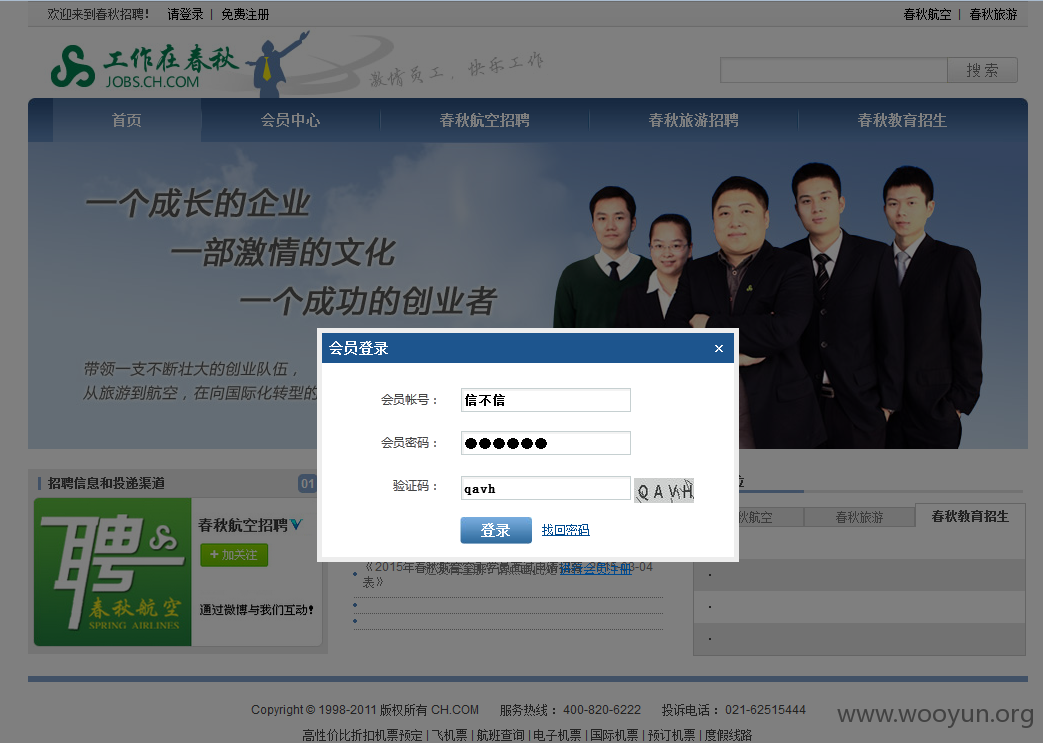 欢迎来到春秋招聘! 请登录 | 免费注册 春秋航空 | 春秋旅游
工作在春秋
JOBS.CH.COM
激情员工，快乐工作
搜索
首页 会员中心 春秋航空招聘 春秋旅游招聘 春秋教育招生
一个成长的企业
一部激情的文化
一个成功的创业者
带领一支不断壮大的创业队伍，
从旅游到航空，在向国际化转型的
会员登录 ×
会员帐号： 信不信
会员密码： ●●●●●●
验证码： qavh QAVH
登录 找回密码
招聘信息和投递渠道 01 位
航空 春秋旅游 春秋教育招生
聘
春秋航空
SPRING AIRLINES
春秋航空招聘
+ 加关注
通过微博与我们互动!
03-04
表》
Copyright © 1998-2011 版权所有 CH.COM 服务热线： 400-820-6222 投诉电话： 021-62515444
高性价比折扣机票预定 | 飞机票 | 航班查询 | 电子机票 | 国际机票 | 预订机票 | 度假线路
www.wooyun.org